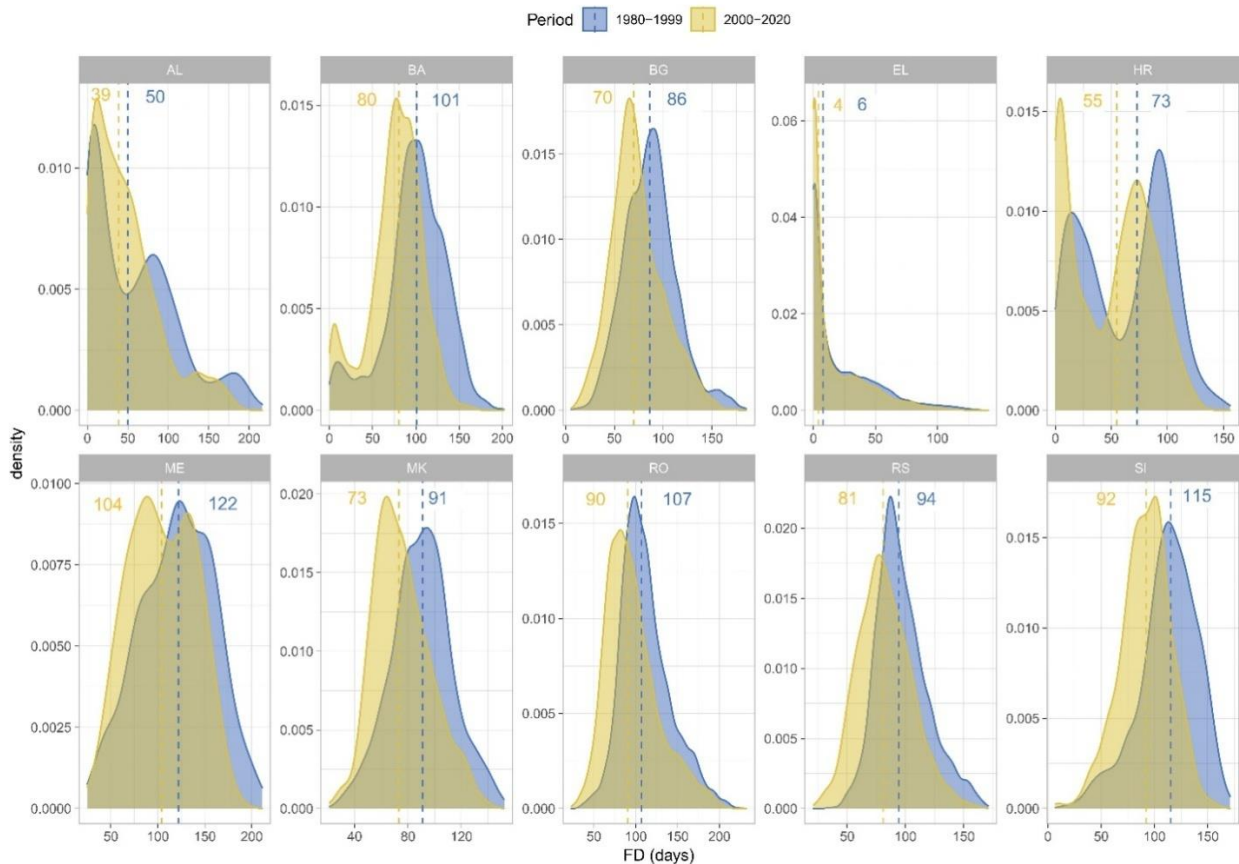 Period 1980−1999 2000−2020
AL BA BG EL HR
39 50 80 101 70 86 4 6 55 73
0.010
0.005
0.000
0.015
0.010
0.005
0.000
0.015
0.010
0.005
0.000
0.06
0.04
0.02
0.00
0.015
0.010
0.005
0.000
0 50 100 150 200
0 50 100 150 200
0 50 100 150
0 50 100
0 50 100 150
density
ME MK RO RS SI
104 122 73 91 90 107 81 94 92 115
0.0100
0.0075
0.0050
0.0025
0.0000
0.020
0.015
0.010
0.005
0.000
0.015
0.010
0.005
0.000
0.020
0.015
0.010
0.005
0.000
0.015
0.010
0.005
0.000
50 100 150 200
40 80 120
50 100 150 200
50 100 150
0 50 100 150
FD (days)